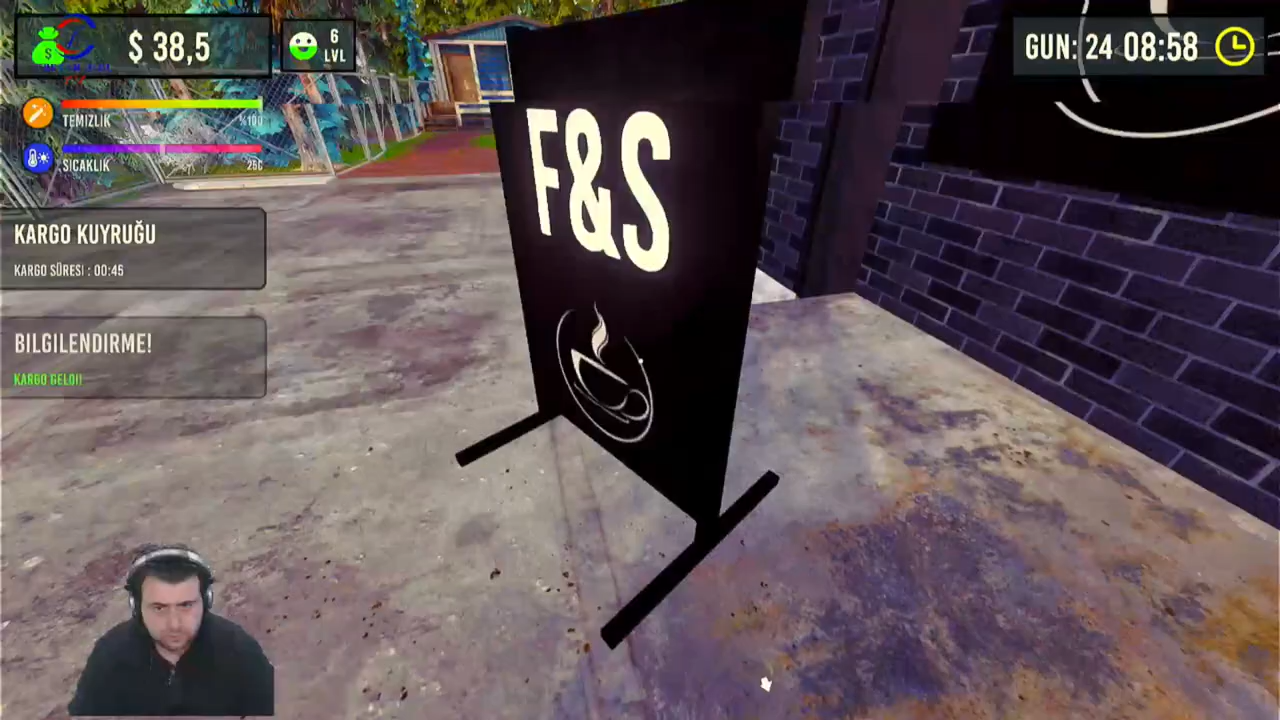 $ 38,5
6
LVL
GUN: 24 08:58
TEMIZLIK
%100
SICAKLIK
25C
KARGO KUYRUĞU
KARGO SÜRESI : 00:45
BILGILENDIRME!
KARGO GELDI!
F&S